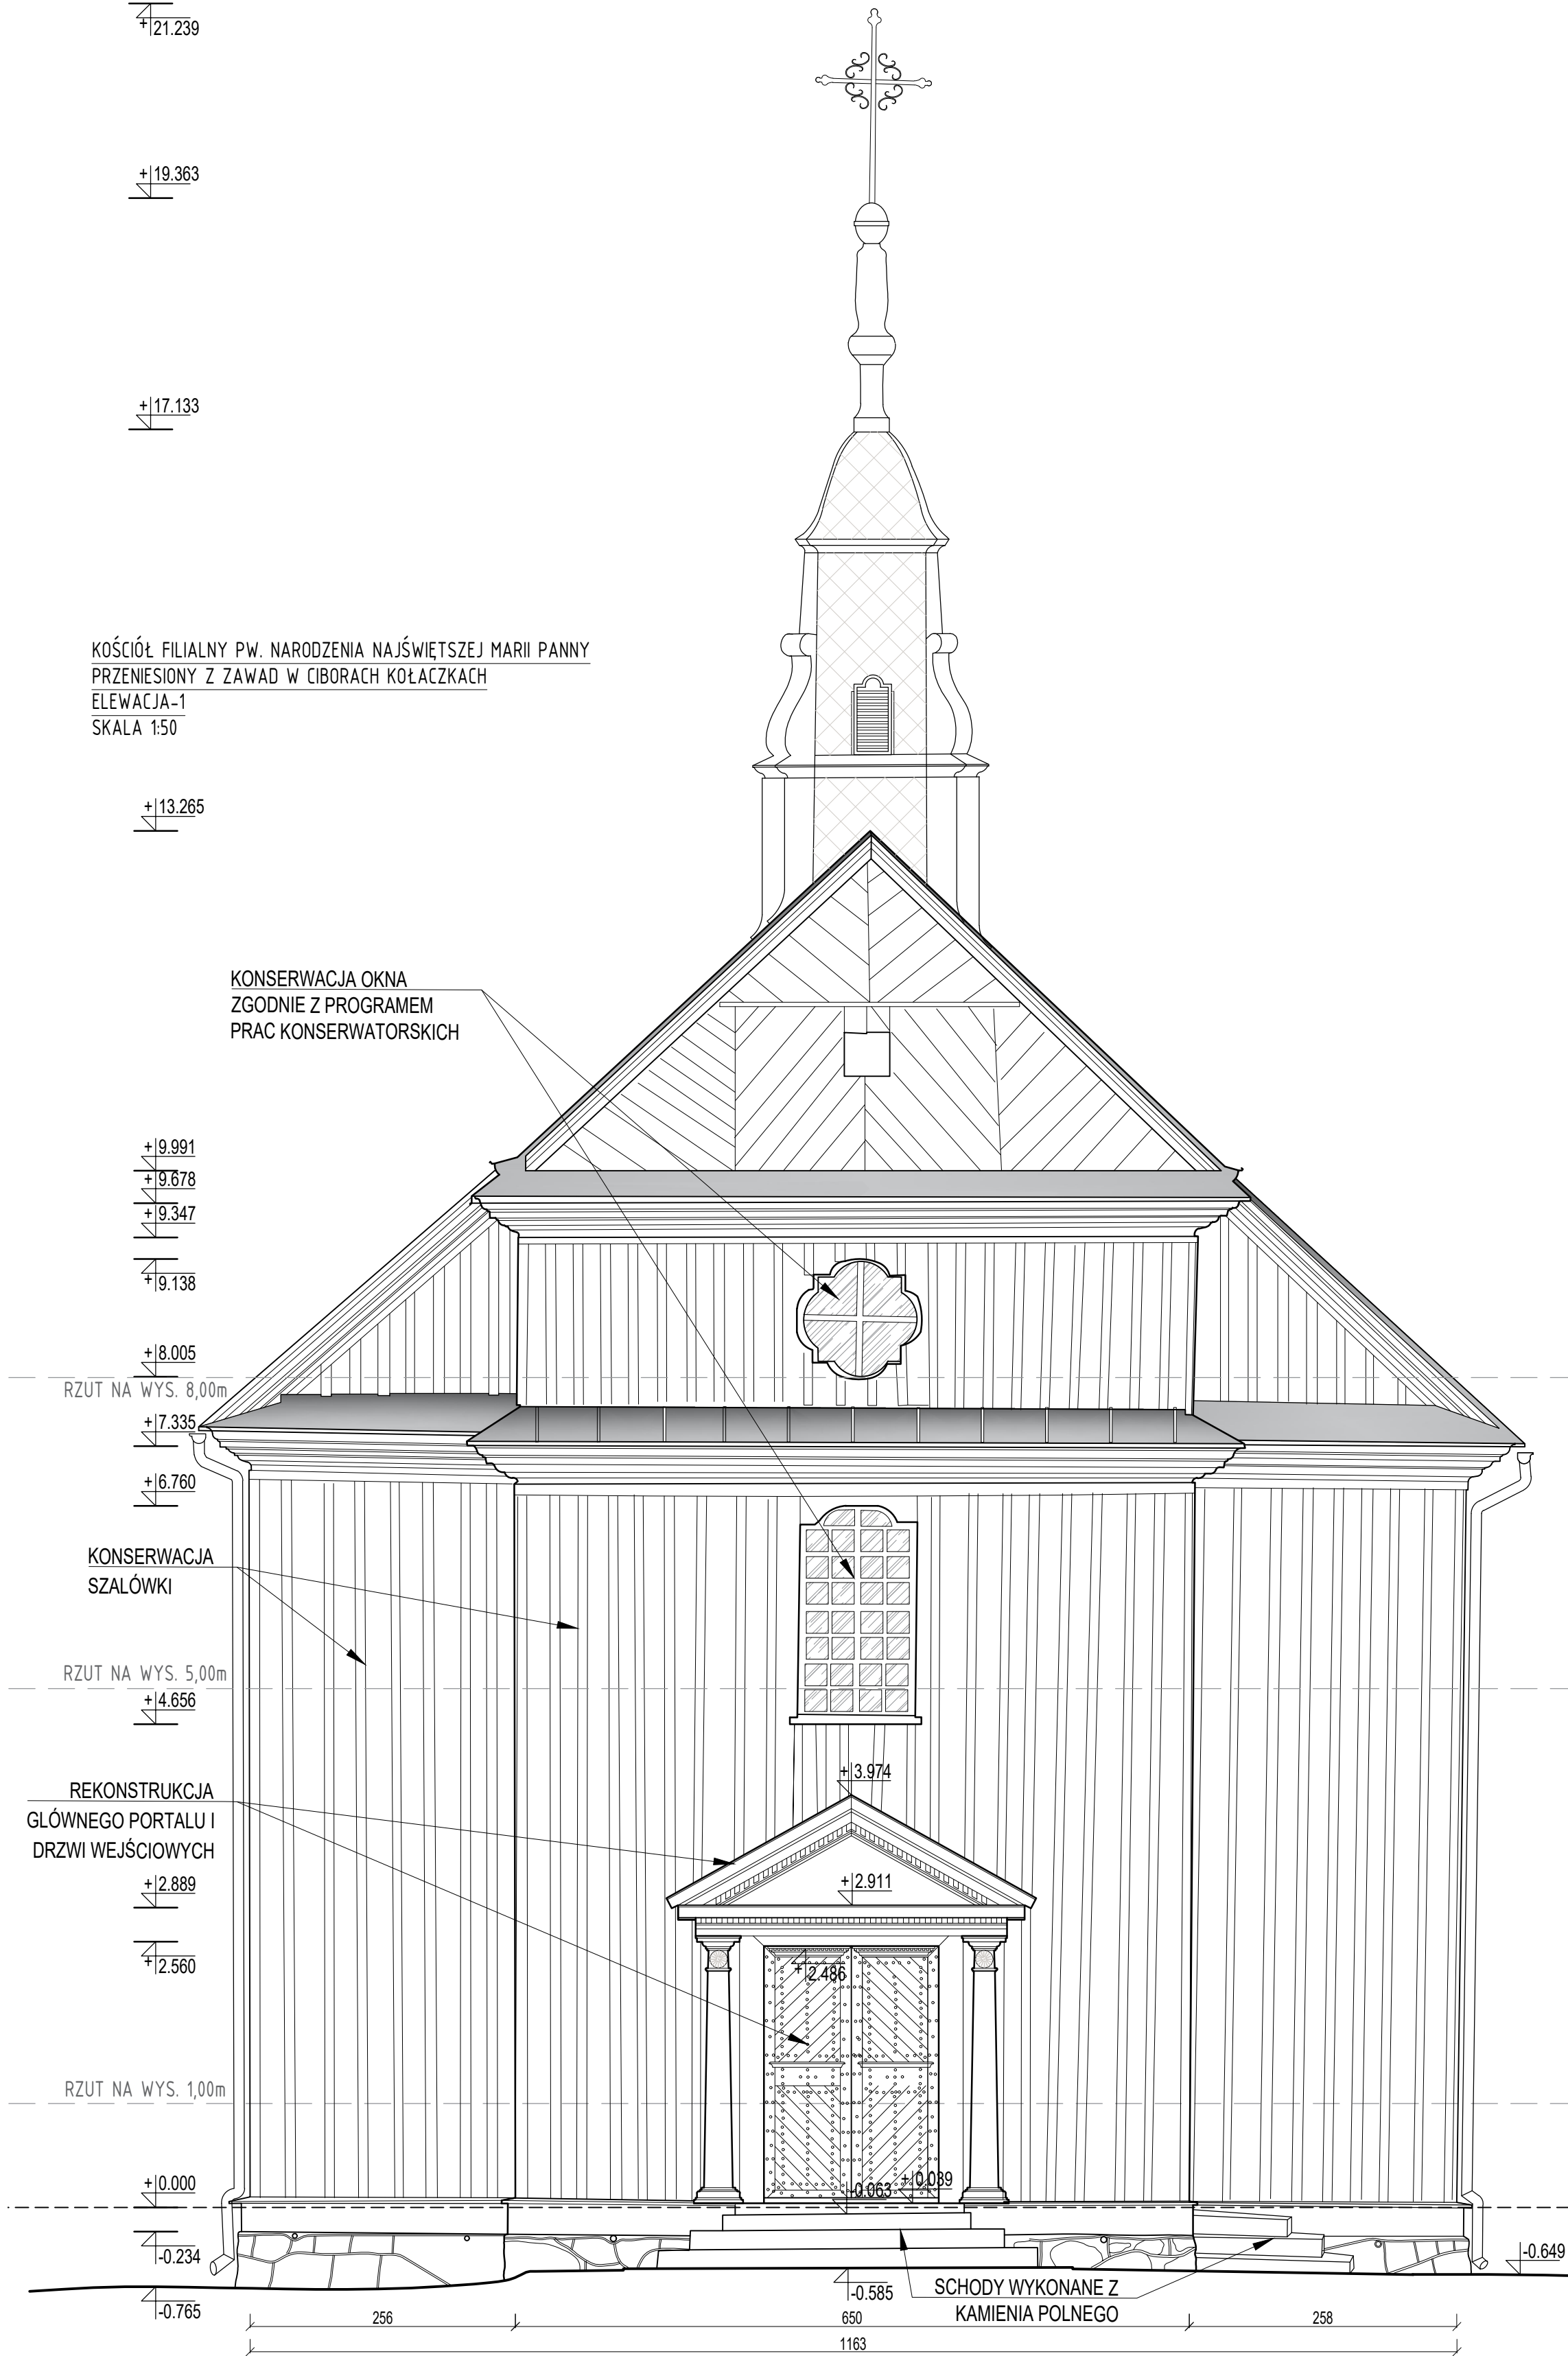 +21.239
+19.363
+17.133
KOŚCIÓŁ FILIALNY PW. NARODZENIA NAJŚWIĘTSZEJ MARII PANNY
PRZENIESIONY Z ZAWAD W CIBORACH KOŁACZKACH
ELEWACJA-1
SKALA 1:50
+13.265
KONSERWACJA OKNA
ZGODNIE Z PROGRAMEM
PRAC KONSERWATORSKICH
+9.991
+9.678
+9.347
+9.138
+8.005
RZUT NA WYS. 8,00m
+7.335
+6.760
KONSERWACJA
SZALÓWKI
RZUT NA WYS. 5,00m
+4.656
+3.974
REKONSTRUKCJA
GLÓWNEGO PORTALU I
DRZWI WEJŚCIOWYCH
+2.889
+2.911
+2.560
+2.486
RZUT NA WYS. 1,00m
+0.000
-0.063
+0.039
-0.234
-0.649
-0.585
SCHODY WYKONANE Z
KAMIENIA POLNEGO
-0.765
256
650
258
1163